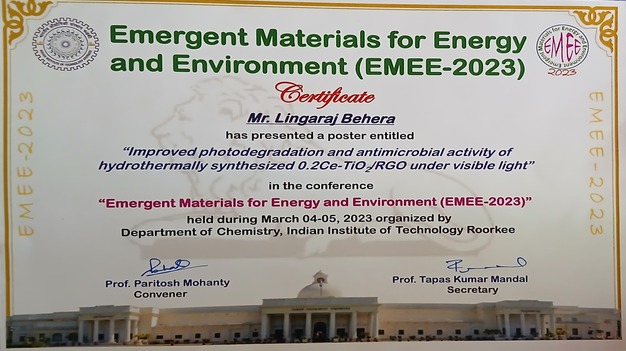 Emergent Materials for Energy
and Environment (EMEE-2023)
EMEE
2023
Certificate
Mr. Lingaraj Behera
has presented a poster entitled
“Improved photodegradation and antimicrobial activity of
hydrothermally synthesized 0.2Ce-TiO₂/RGO under visible light”
in the conference
“Emergent Materials for Energy and Environment (EMEE-2023)”
held during March 04-05, 2023 organized by
Department of Chemistry, Indian Institute of Technology Roorkee
Prof. Paritosh Mohanty
Convener
Prof. Tapas Kumar Mandal
Secretary
EMEE-2023
EMEE-2023